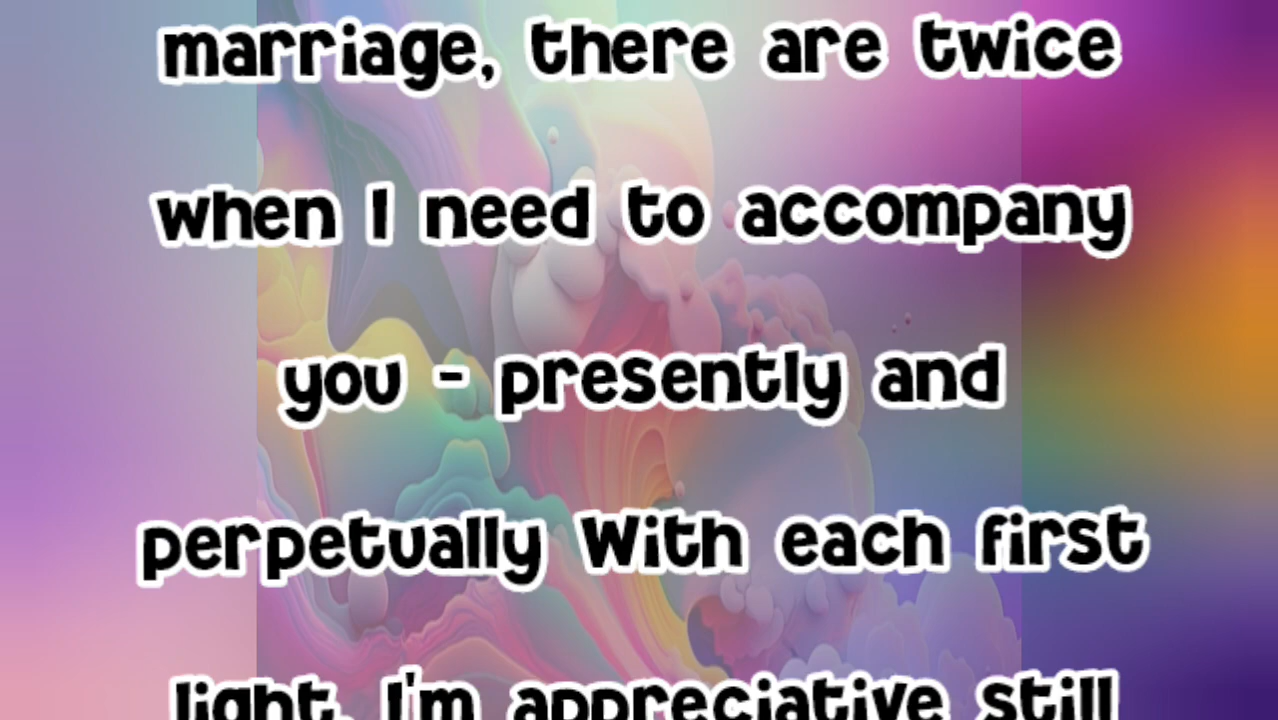 marriage, there are twice
when I need to accompany
you - presently and
perpetually With each first
light, I'm appreciative still